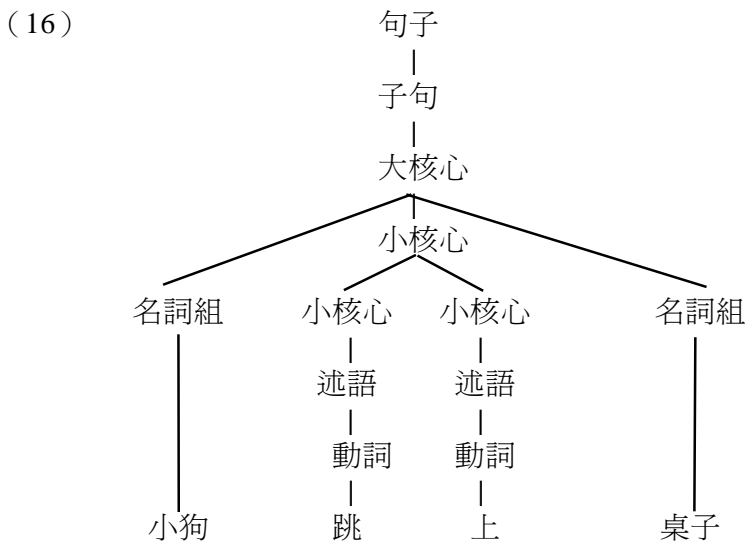 （16）
句子
子句
大核心
小核心
名詞組 小核心 小核心 名詞組
述語 述語
動詞 動詞
小狗 跳 上 桌子